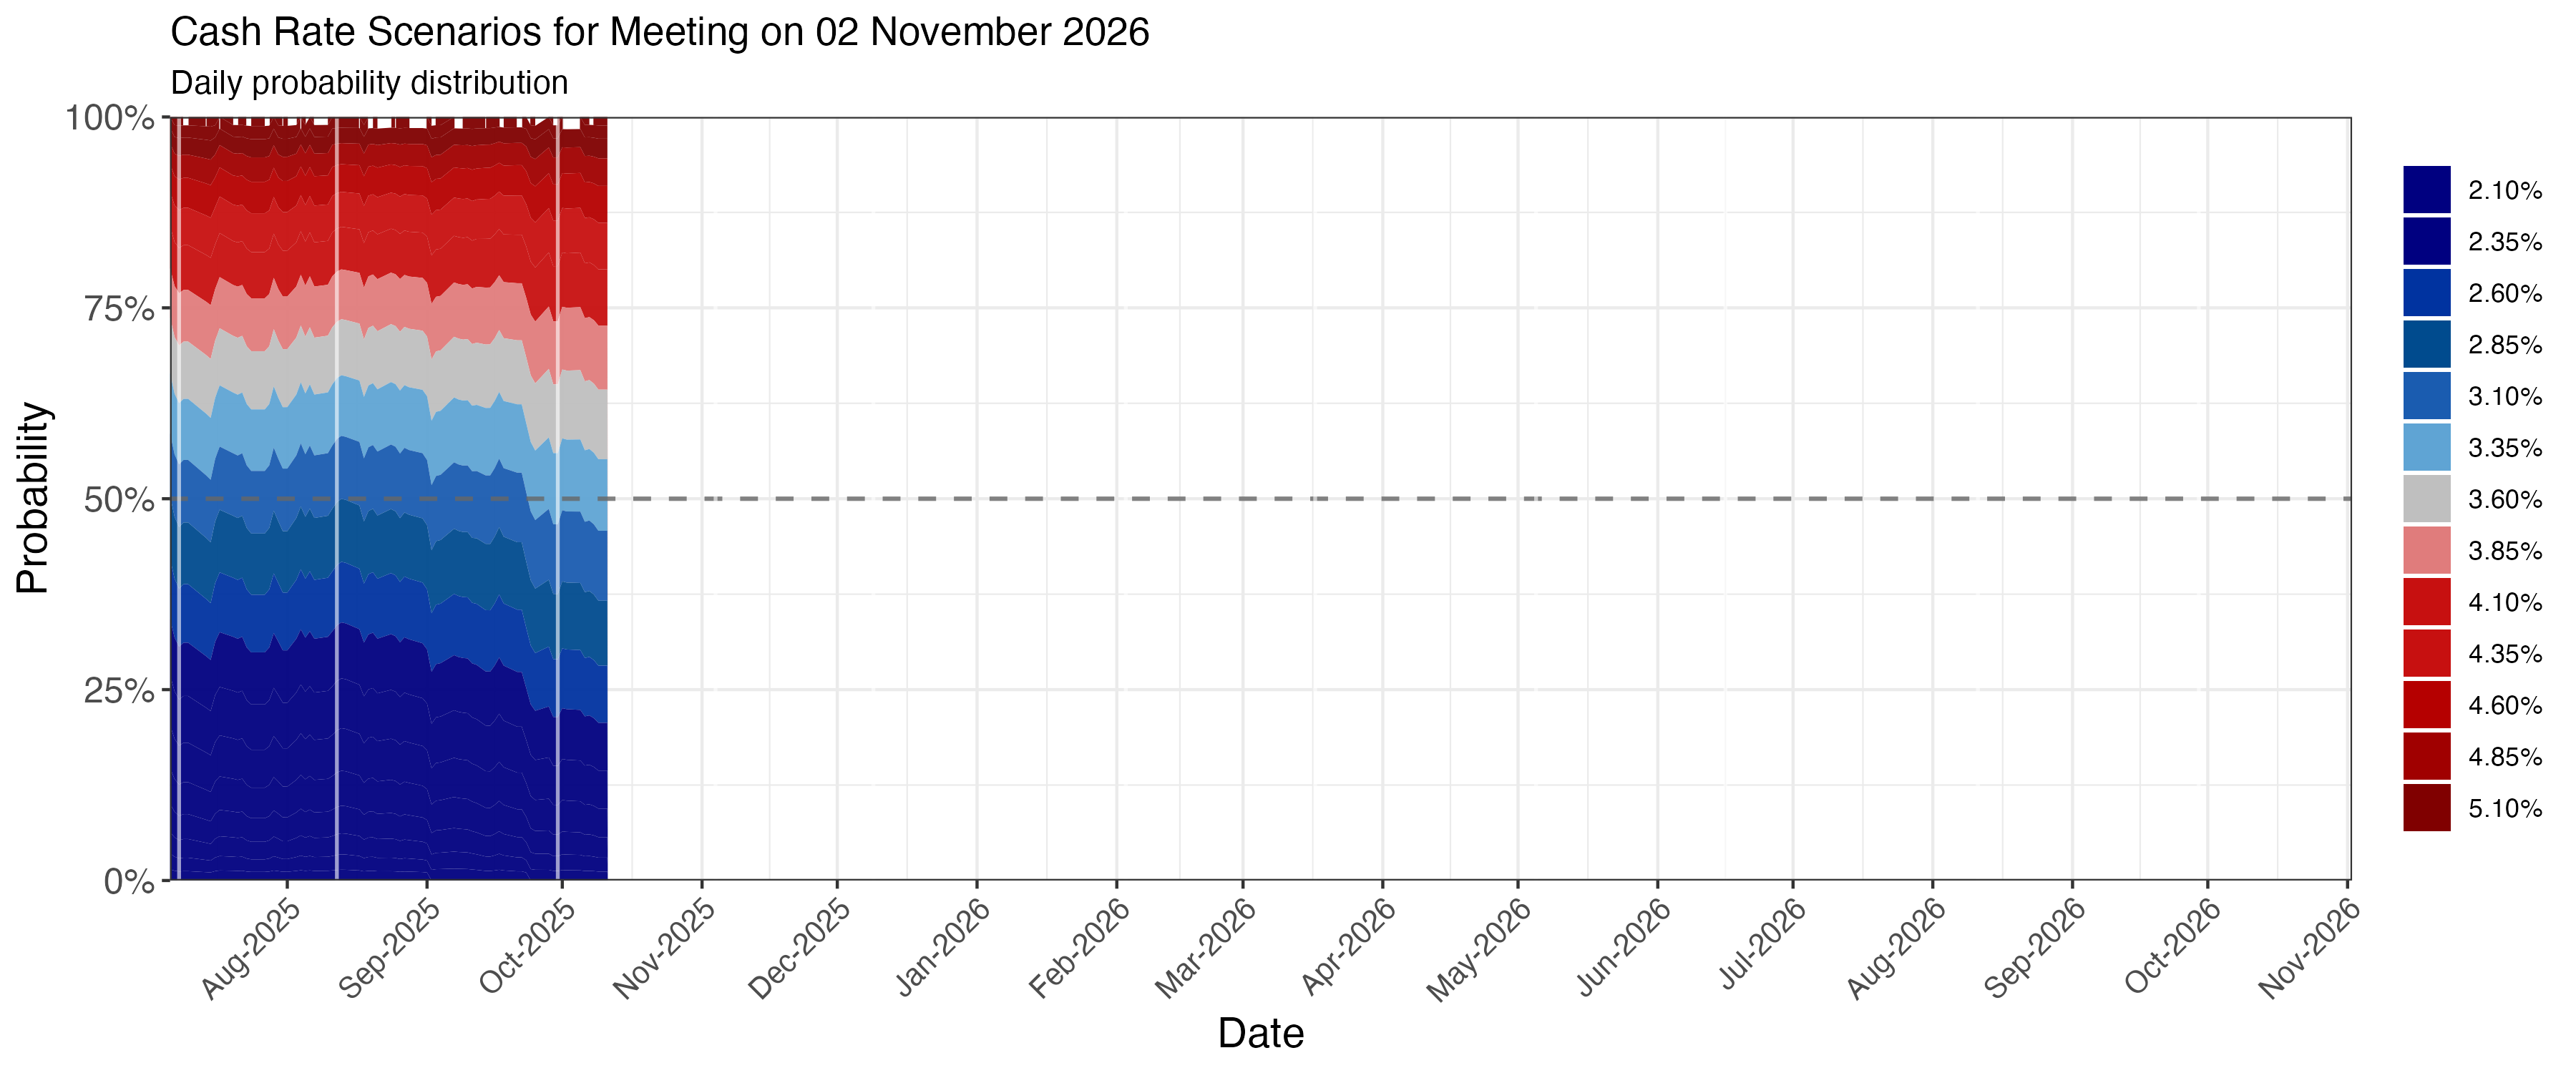 Cash Rate Scenarios for Meeting on 02 November 2026
Daily probability distribution
Probability
100%
75%
50%
25%
0%
Aug-2025
Sep-2025
Oct-2025
Nov-2025
Dec-2025
Jan-2026
Feb-2026
Mar-2026
Apr-2026
May-2026
Jun-2026
Jul-2026
Aug-2026
Sep-2026
Oct-2026
Nov-2026
Date
2.10%
2.35%
2.60%
2.85%
3.10%
3.35%
3.60%
3.85%
4.10%
4.35%
4.60%
4.85%
5.10%